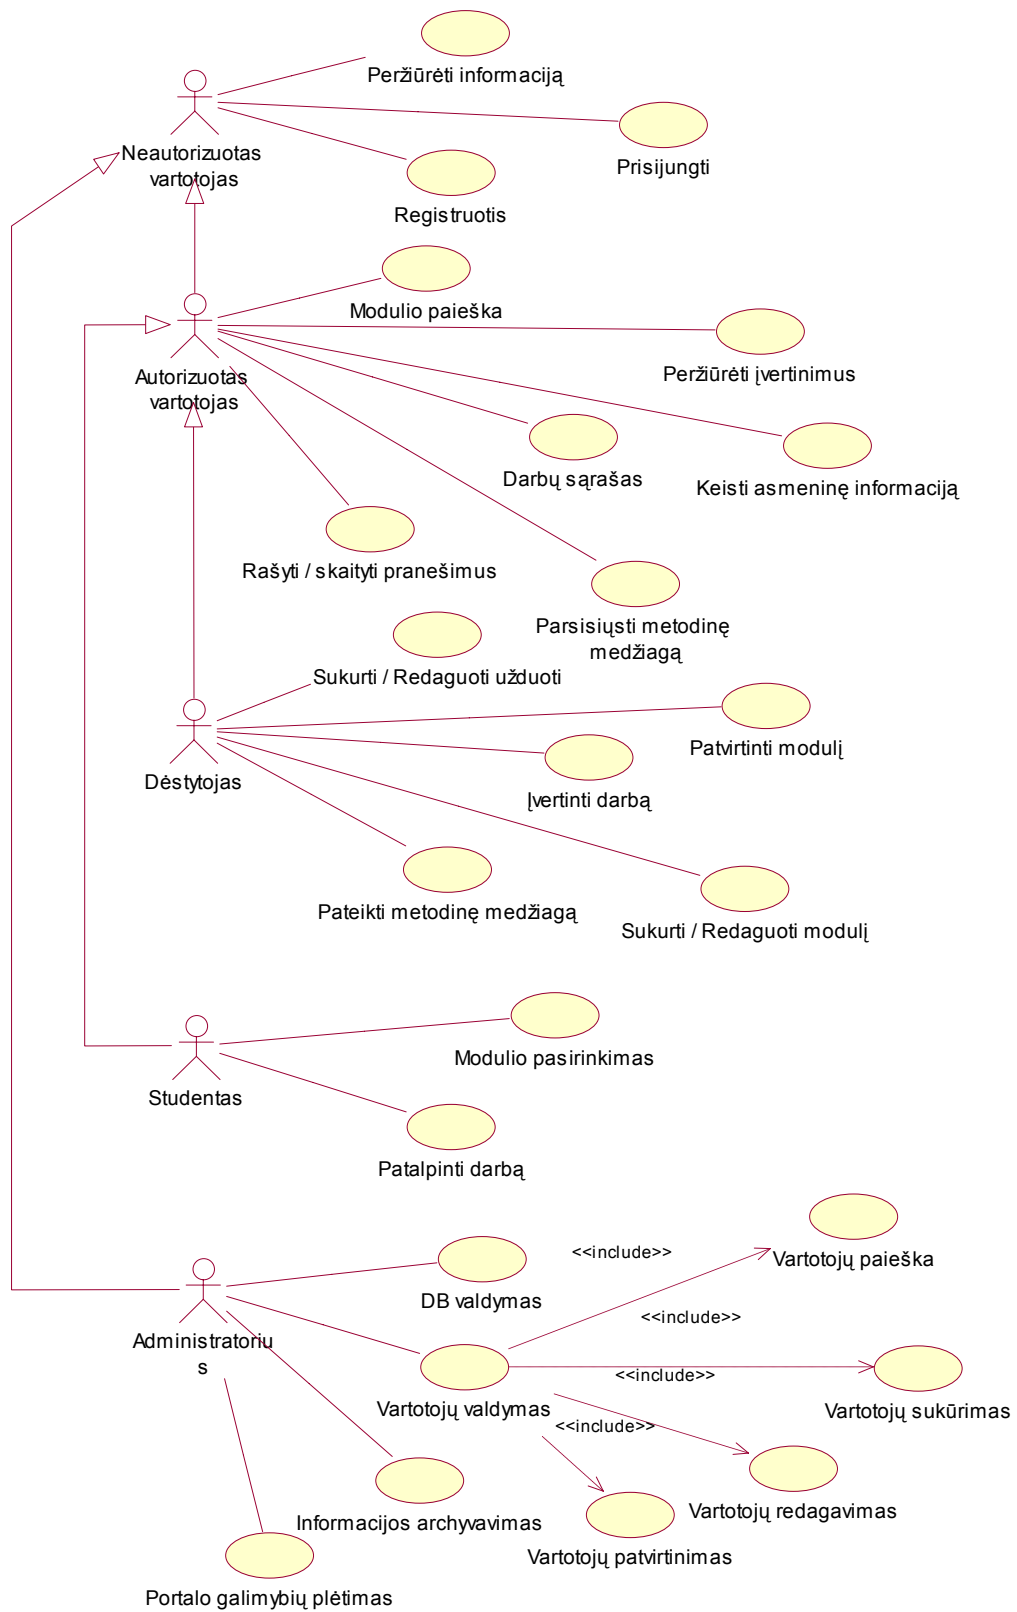 Peržiūrėti informaciją
Neautorizuotas
vartotojas
Prisijungti
Registruotis
Modulio paieška
Autorizuotas
vartotojas
Peržiūrėti įvertinimus
Darbų sąrašas
Keisti asmeninę informaciją
Rašyti / skaityti pranešimus
Parsisiųsti metodinę
medžiagą
Sukurti / Redaguoti užduoti
Patvirtinti modulį
Dėstytojas
Įvertinti darbą
Pateikti metodinę medžiagą
Sukurti / Redaguoti modulį
Modulio pasirinkimas
Studentas
Patalpinti darbą
<<include>>
Vartotojų paieška
DB valdymas
<<include>>
Administratoriu
s
<<include>>
Vartotojų valdymas
Vartotojų sukūrimas
<<include>>
Vartotojų redagavimas
Informacijos archyvavimas
Vartotojų patvirtinimas
Portalo galimybių plėtimas